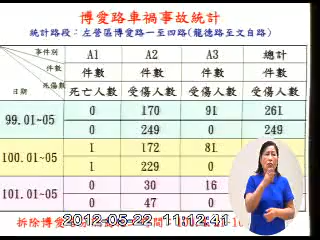 博愛路車禍事故統計
統計路段：左營區博愛路一至四路(龍德路至文自路)
事件別 A1 A2 A3 總計
件數 件數 件數 件數 件數
日期 死傷數 死亡人數 受傷人數 受傷人數 受傷人數
99.01~05 0 170 91 261
0 249 0 249
100.01~05 1 172 81
1 229 0
101.01~05 0 30 16
0 47 0
拆除博愛
2012-05-22 11:12:41